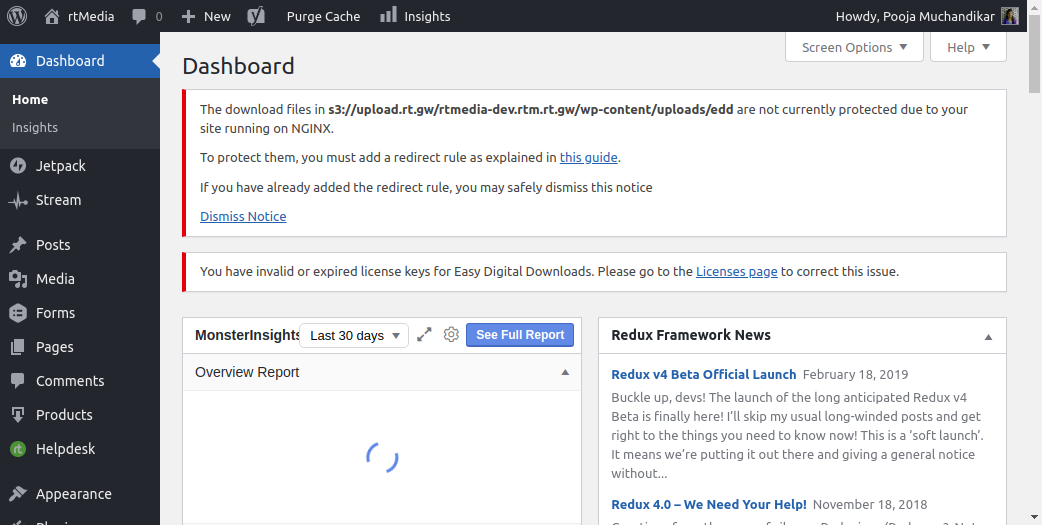 rtMedia 0 New Purge Cache Insights Howdy, Pooja Muchandikar
Dashboard
Home
Insights
Jetpack
Stream
Posts
Media
Forms
Pages
Comments
Products
rt Helpdesk
Appearance
Screen Options Help
Dashboard
The download files in s3://upload.rt.gw/rtmedia-dev.rtm.rt.gw/wp-content/uploads/edd are not currently protected due to your
site running on NGINX.
To protect them, you must add a redirect rule as explained in this guide.
If you have already added the redirect rule, you may safely dismiss this notice
Dismiss Notice
You have invalid or expired license keys for Easy Digital Downloads. Please go to the Licenses page to correct this issue.
MonsterInsights Last 30 days See Full Report
Overview Report
Redux Framework News
Redux v4 Beta Official Launch February 18, 2019
Buckle up, devs! The launch of the long anticipated Redux v4
Beta is finally here! I'll skip my usual long-winded posts and get
right to the things you need to know now! This is a 'soft launch'.
It means we're putting it out there and giving a general notice
without...
Redux 4.0 – We Need Your Help! November 18, 2018